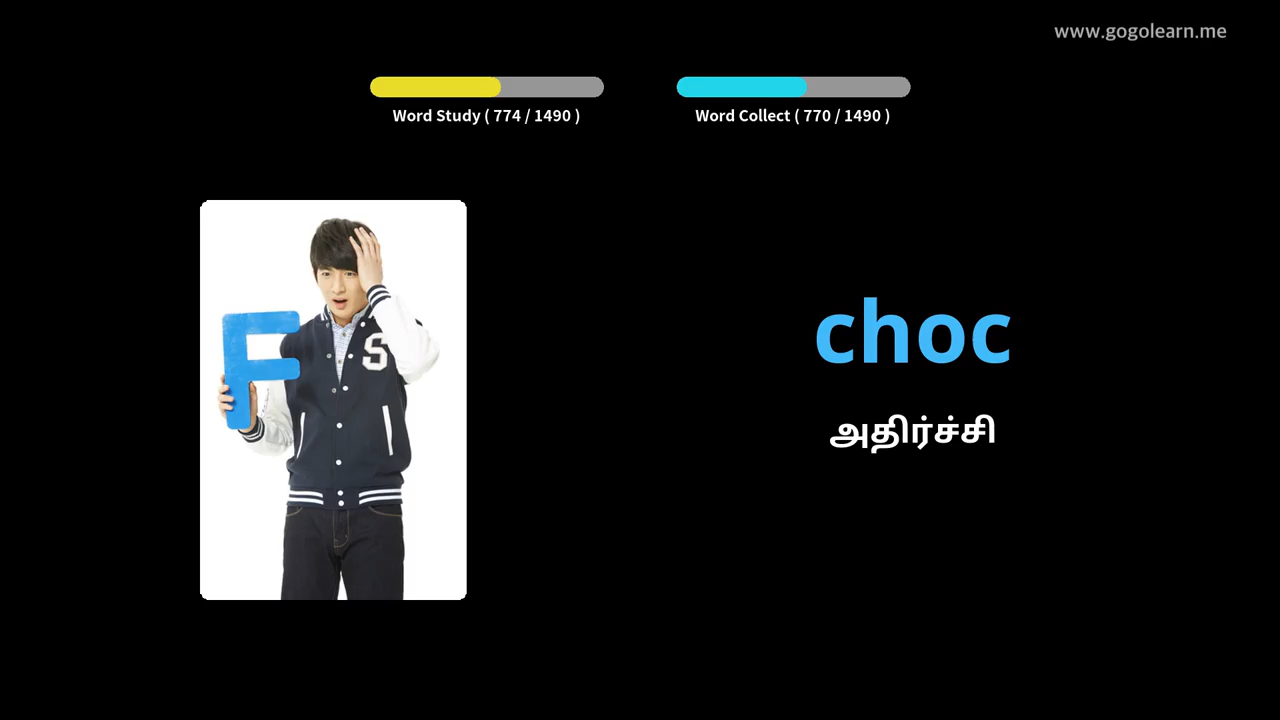 www.gogolearn.me
Word Study ( 774 / 1490 )
Word Collect ( 770 / 1490 )
F
S
choc
அதிர்ச்சி